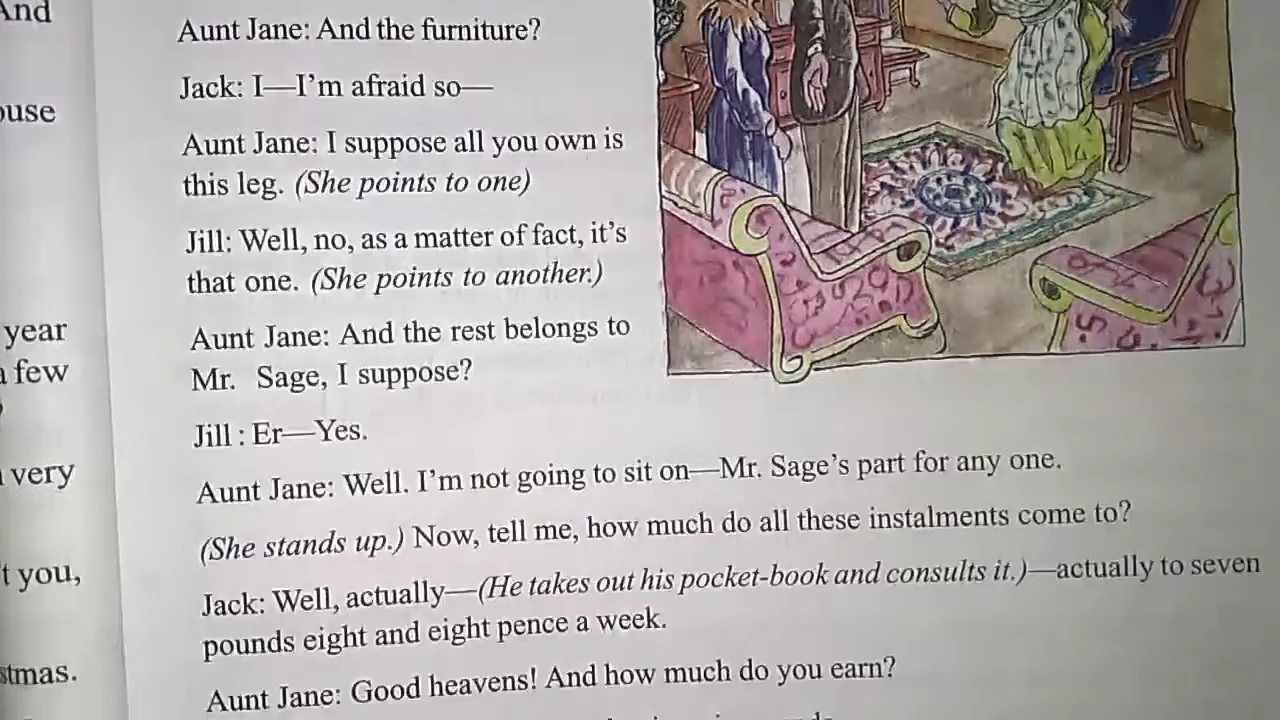 And
ouse
year
few
very
t you,
stmas.
Aunt Jane: And the furniture?
Jack: I—I'm afraid so—
Aunt Jane: I suppose all you own is
this leg. (She points to one)
Jill: Well, no, as a matter of fact, it's
that one. (She points to another.)
Aunt Jane: And the rest belongs to
Mr. Sage, I suppose?
Jill : Er—Yes.
Aunt Jane: Well. I'm not going to sit on—Mr. Sage's part for any one.
(She stands up.) Now, tell me, how much do all these instalments come to?
Jack: Well, actually—(He takes out his pocket-book and consults it.)—actually to seven
pounds eight and eight pence a week.
Aunt Jane: Good heavens! And how much do you earn?